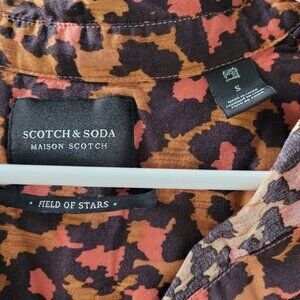 SCOTCH & SODA
MAISON SCOTCH
• FIELD OF STARS •
S